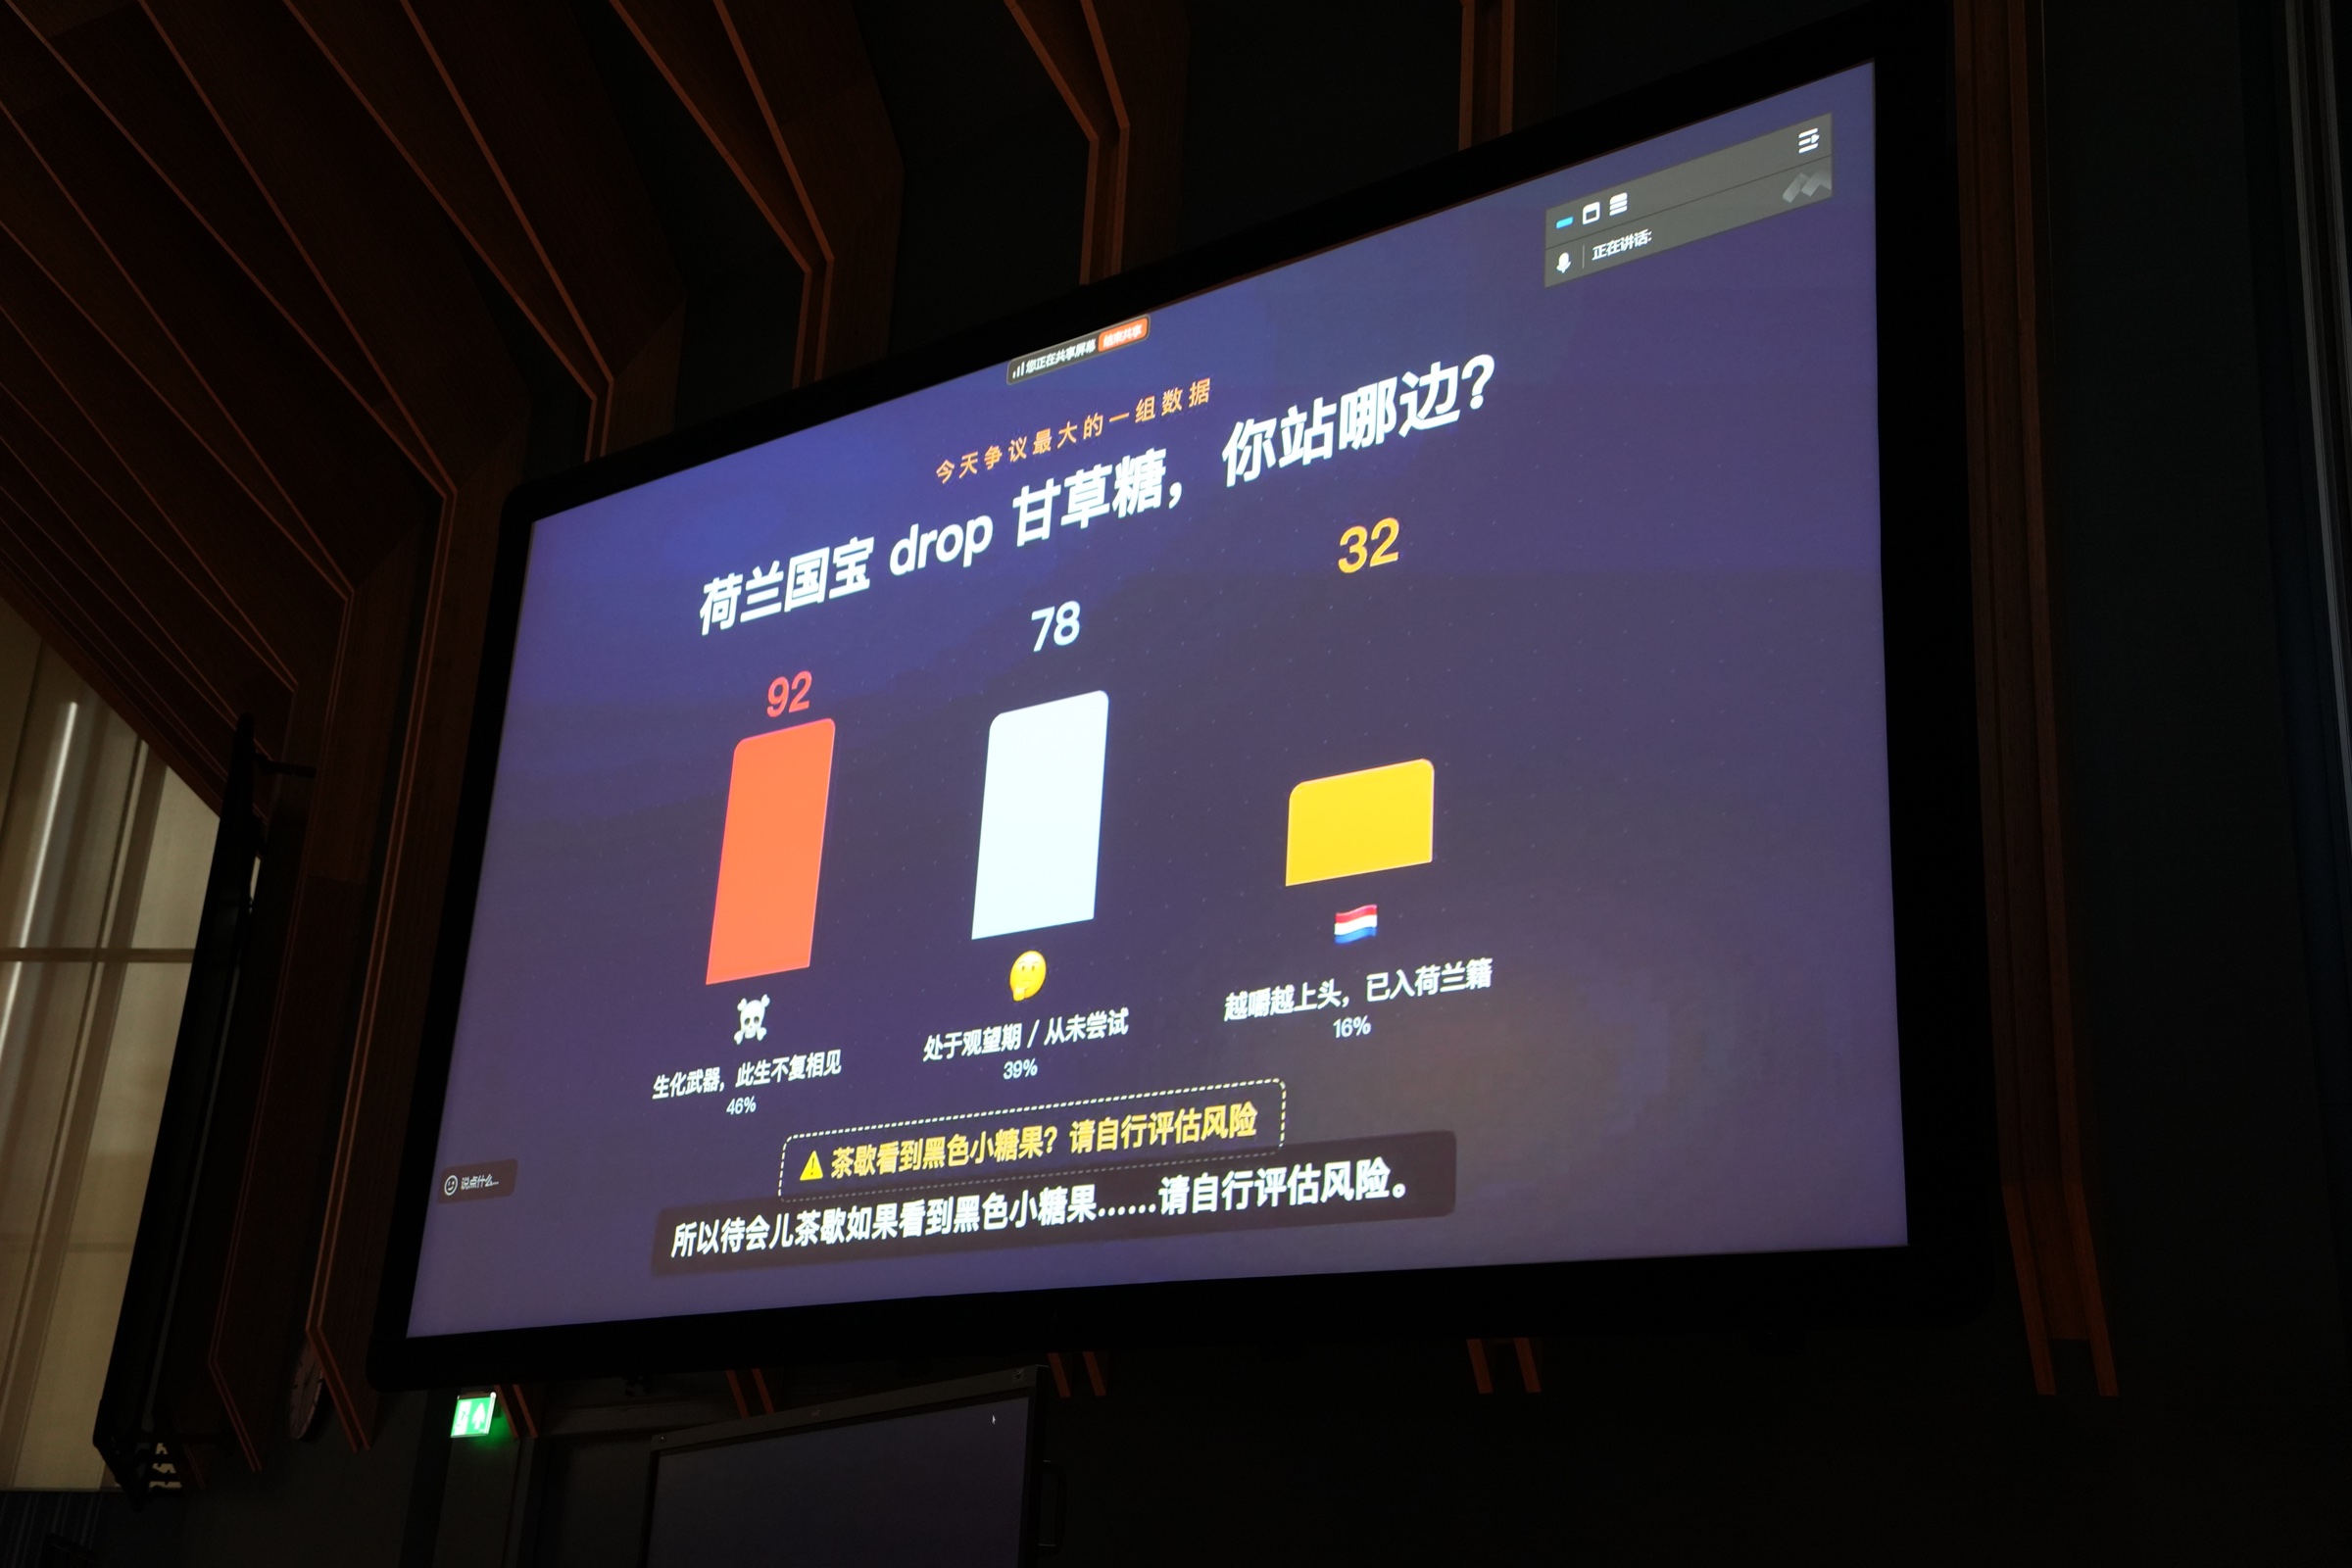 正在讲话:
您正在共享屏幕 结束共享
今天争议最大的一组数据
荷兰国宝 drop 甘草糖，你站哪边？
92
78
32
生化武器，此生不复相见
46%
处于观望期 / 从未尝试
39%
越嚼越上头，已入荷兰籍
16%
茶歇看到黑色小糖果？请自行评估风险
说点什么...
所以待会儿茶歇如果看到黑色小糖果……请自行评估风险。